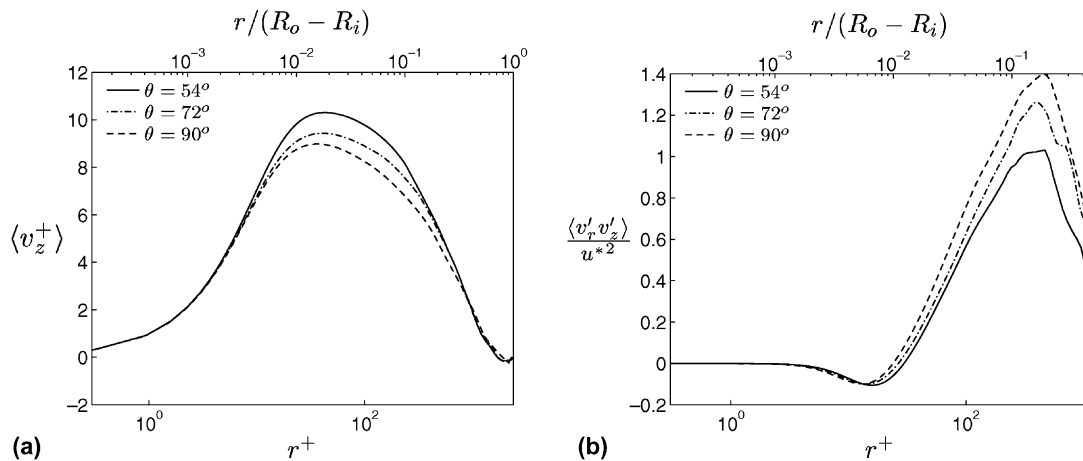 r/(R_o − R_i)
10^−3 10^−2 10^−1 10^0
12
10
8
6
4
2
0
−2
θ = 54°
θ = 72°
θ = 90°
⟨v_z^+⟩
10^0 10^2
r^+
(a)
r/(R_o − R_i)
10^−3 10^−2 10^−1
1.4
1.2
1
0.8
0.6
0.4
0.2
0
−0.2
θ = 54°
θ = 72°
θ = 90°
⟨v′_r v′_z⟩
u^*2
10^0 10^2
r^+
(b)